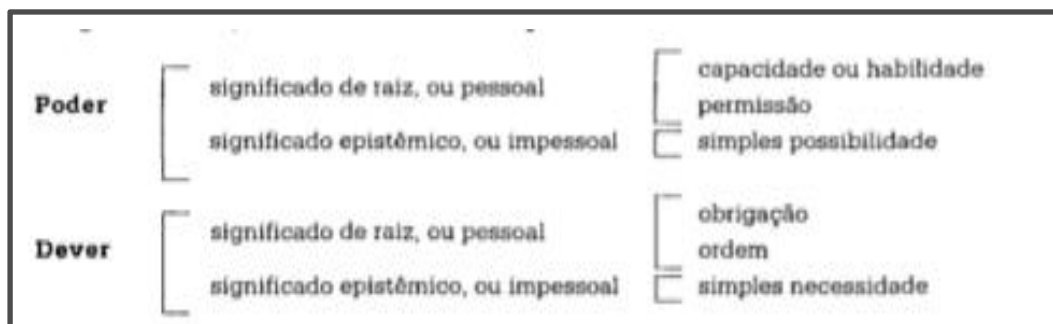 capacidade ou habilidade
significado de raiz, ou pessoal
Poder
permissão
significado epistêmico, ou impessoal
simples possibilidade
obrigação
significado de raiz, ou pessoal
Dever
ordem
significado epistêmico, ou impessoal
simples necessidade